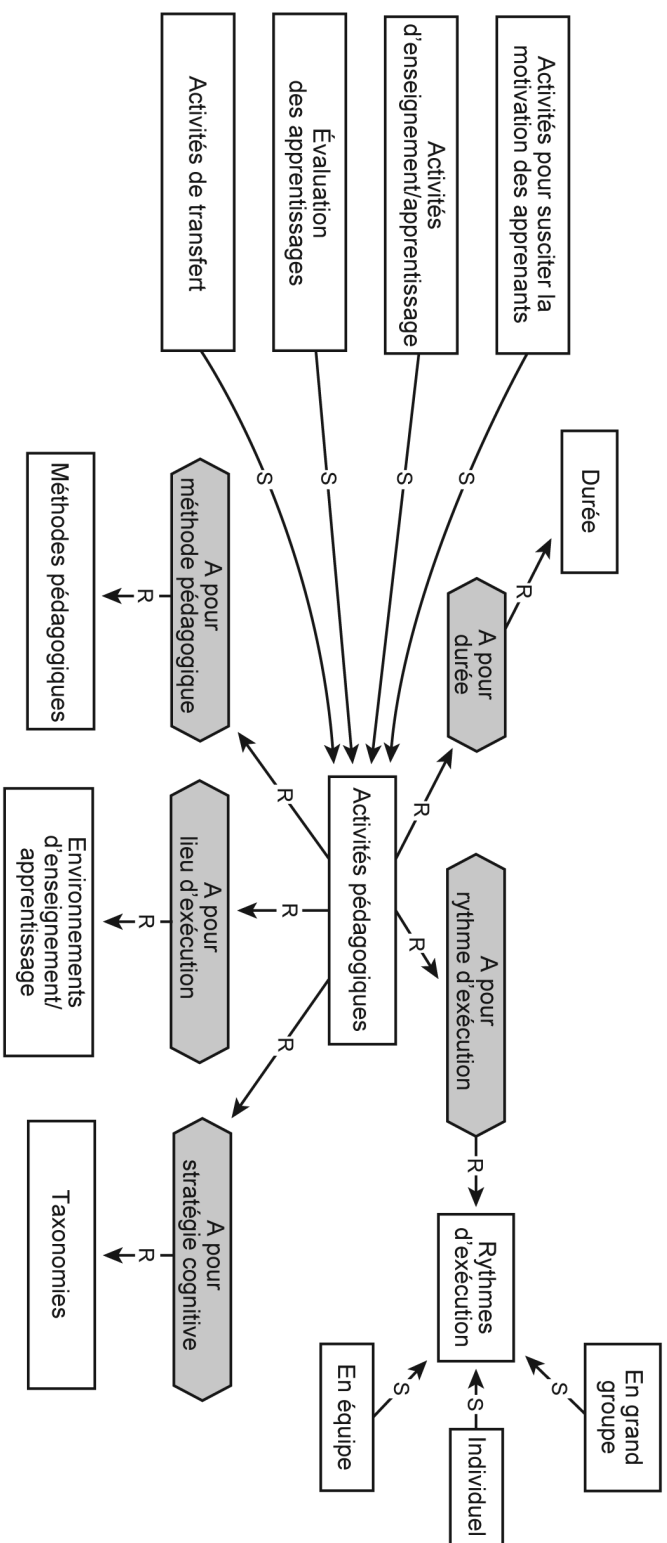 Durée
En grand
groupe
Activités pour susciter la
motivation des apprenants
R
S
A pour
durée
A pour
rythme d'exécution
R
Rythmes
d'exécution
S
Individuel
S
R
R
S
En équipe
Activités
d'enseignement/apprentissage
S
Activités pédagogiques
Évaluation
des apprentissages
S
R
R
R
Activités de transfert
S
A pour
méthode pédagogique
A pour
lieu d'exécution
A pour
stratégie cognitive
R
R
R
Méthodes pédagogiques
Environnements
d'enseignement/
apprentissage
Taxonomies